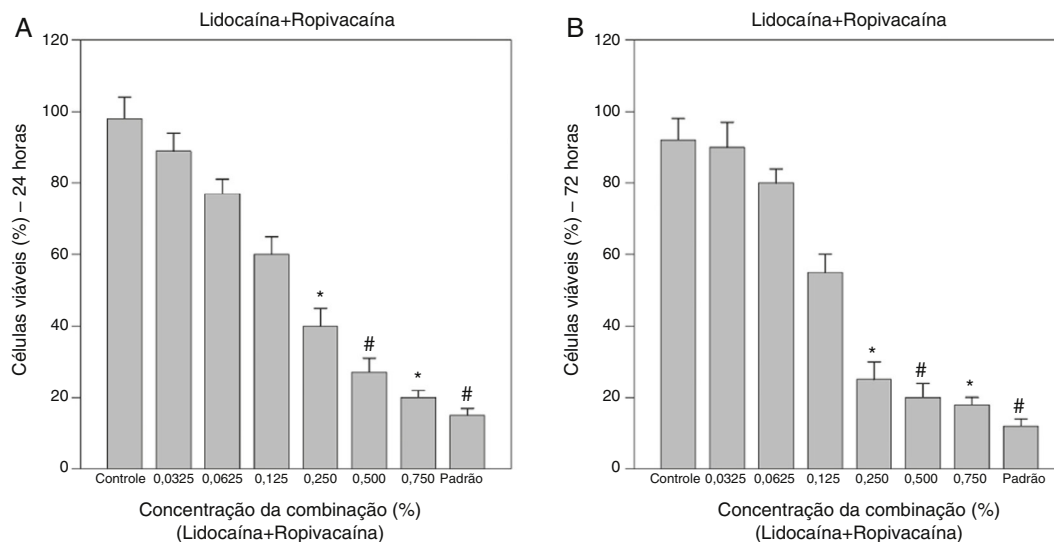 A
Lidocaína+Ropivacaína
Células viáveis (%) – 24 horas
120
100
80
60
40
20
0
*
#
*
#
Controle 0,0325 0,0625 0,125 0,250 0,500 0,750 Padrão
Concentração da combinação (%)
(Lidocaína+Ropivacaína)
B
Lidocaína+Ropivacaína
Células viáveis (%) – 72 horas
120
100
80
60
40
20
0
*
#
*
#
Controle 0,0325 0,0625 0,125 0,250 0,500 0,750 Padrão
Concentração da combinação (%)
(Lidocaína+Ropivacaína)